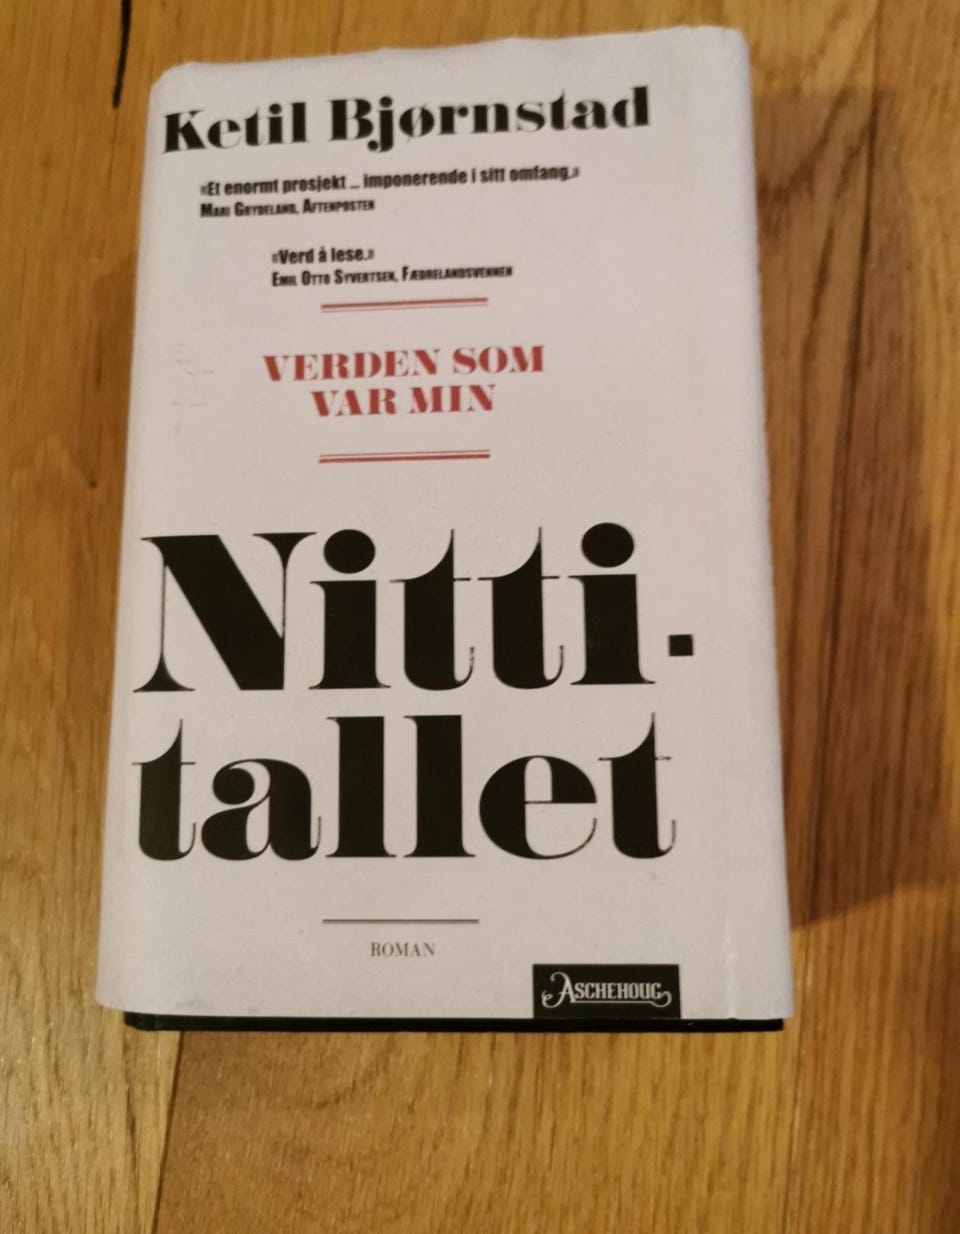 Ketil Bjørnstad
«Et enormt prosjekt ... imponerende i sitt omfang.»
Mari Grydeland, Aftenposten
«Verd å lese.»
Emil Otto Syvertsen, Fædrelandsvennen
VERDEN SOM
VAR MIN
Nitti-
tallet
ROMAN
ASCHEHOUG